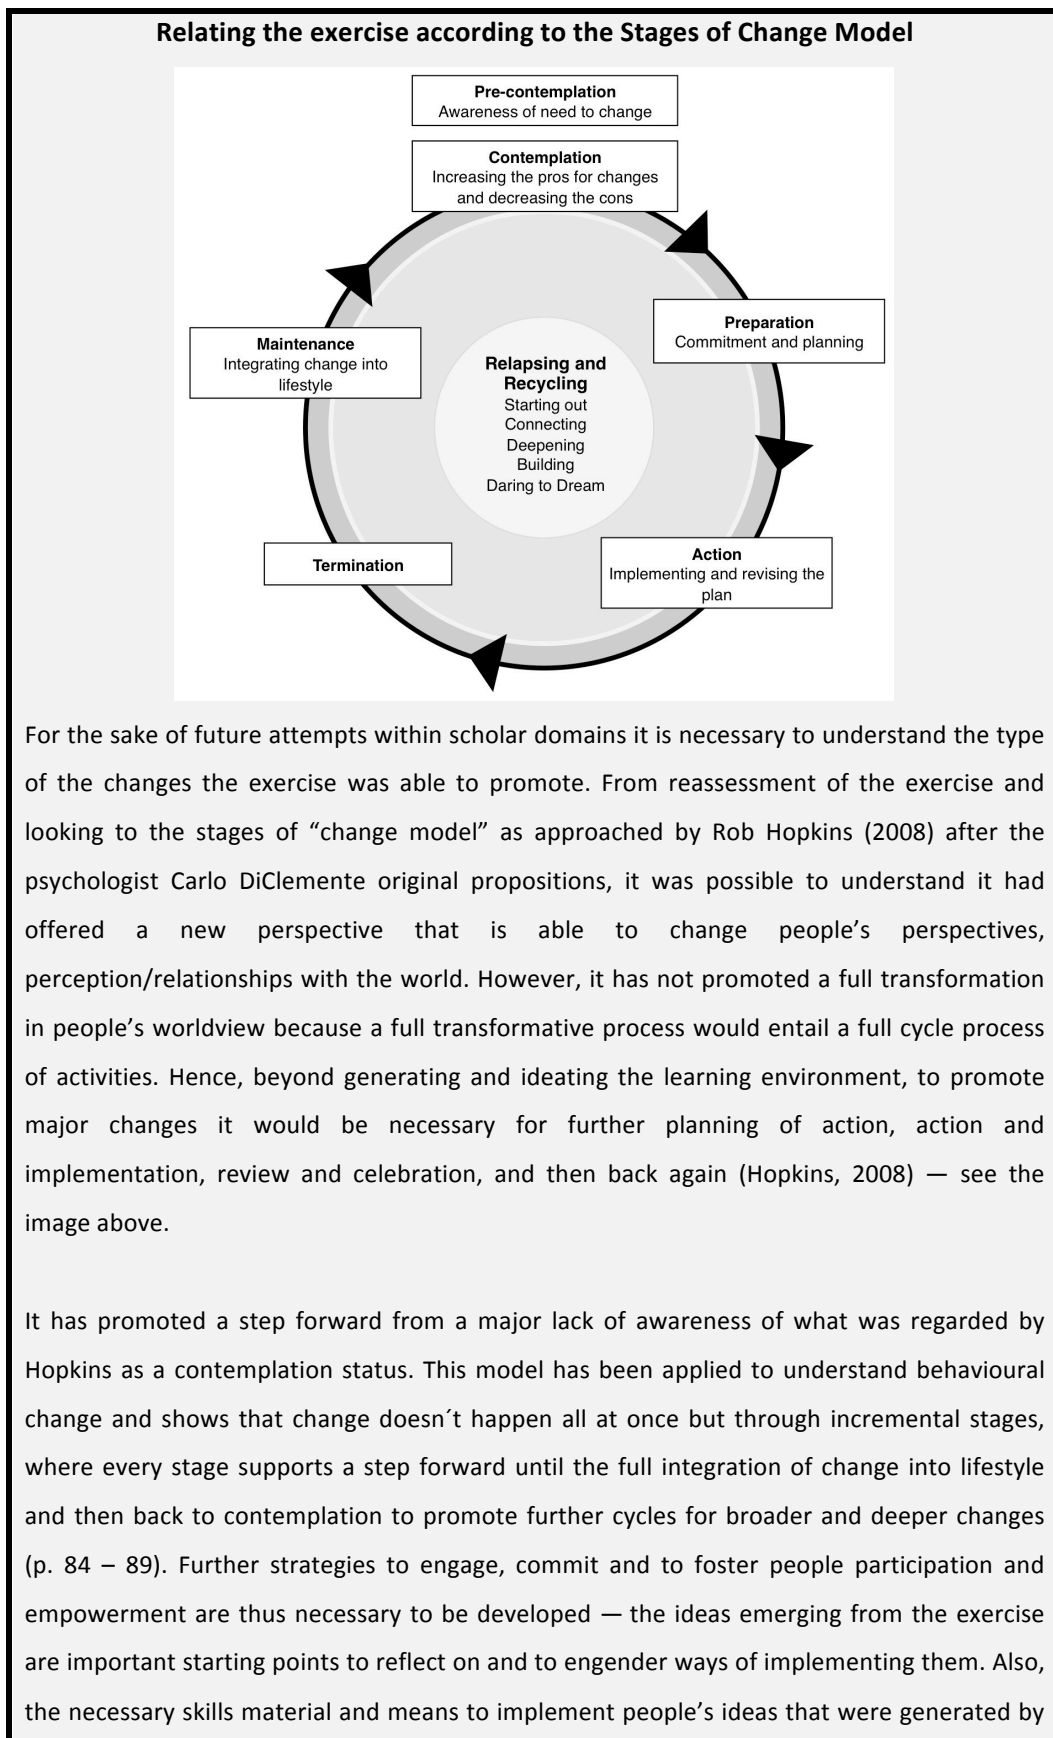 Relating the exercise according to the Stages of Change Model
Pre-contemplation
Awareness of need to change
Contemplation
Increasing the pros for changes
and decreasing the cons
Preparation
Commitment and planning
Maintenance
Integrating change into
lifestyle
Relapsing and
Recycling
Starting out
Connecting
Deepening
Building
Daring to Dream
Action
Implementing and revising the
plan
Termination
For the sake of future attempts within scholar domains it is necessary to understand the type
of the changes the exercise was able to promote. From reassessment of the exercise and
looking to the stages of “change model” as approached by Rob Hopkins (2008) after the
psychologist Carlo DiClemente original propositions, it was possible to understand it had
offered a new perspective that is able to change people’s perspectives,
perception/relationships with the world. However, it has not promoted a full transformation
in people’s worldview because a full transformative process would entail a full cycle process
of activities. Hence, beyond generating and ideating the learning environment, to promote
major changes it would be necessary for further planning of action, action and
implementation, review and celebration, and then back again (Hopkins, 2008) — see the
image above.
It has promoted a step forward from a major lack of awareness of what was regarded by
Hopkins as a contemplation status. This model has been applied to understand behavioural
change and shows that change doesn´t happen all at once but through incremental stages,
where every stage supports a step forward until the full integration of change into lifestyle
and then back to contemplation to promote further cycles for broader and deeper changes
(p. 84 – 89). Further strategies to engage, commit and to foster people participation and
empowerment are thus necessary to be developed — the ideas emerging from the exercise
are important starting points to reflect on and to engender ways of implementing them. Also,
the necessary skills material and means to implement people’s ideas that were generated by